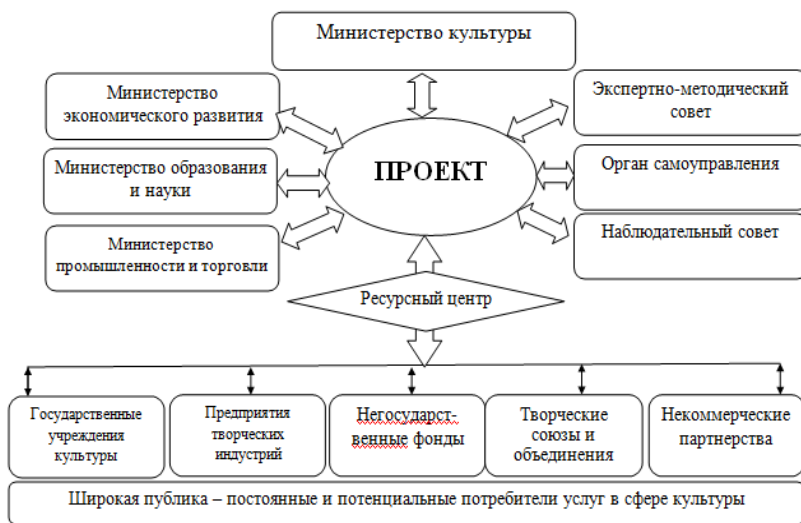 Министерство культуры
Министерство
экономического развития
Экспертно-методический
совет
ПРОЕКТ
Министерство образования
и науки
Орган самоуправления
Министерство
промышленности и торговли
Наблюдательный совет
Ресурсный центр
Государственные
учреждения
культуры
Предприятия
творческих
индустрий
Негосударст-
венные фонды
Творческие
союзы и
объединения
Некоммерческие
партнерства
Широкая публика – постоянные и потенциальные потребители услуг в сфере культуры